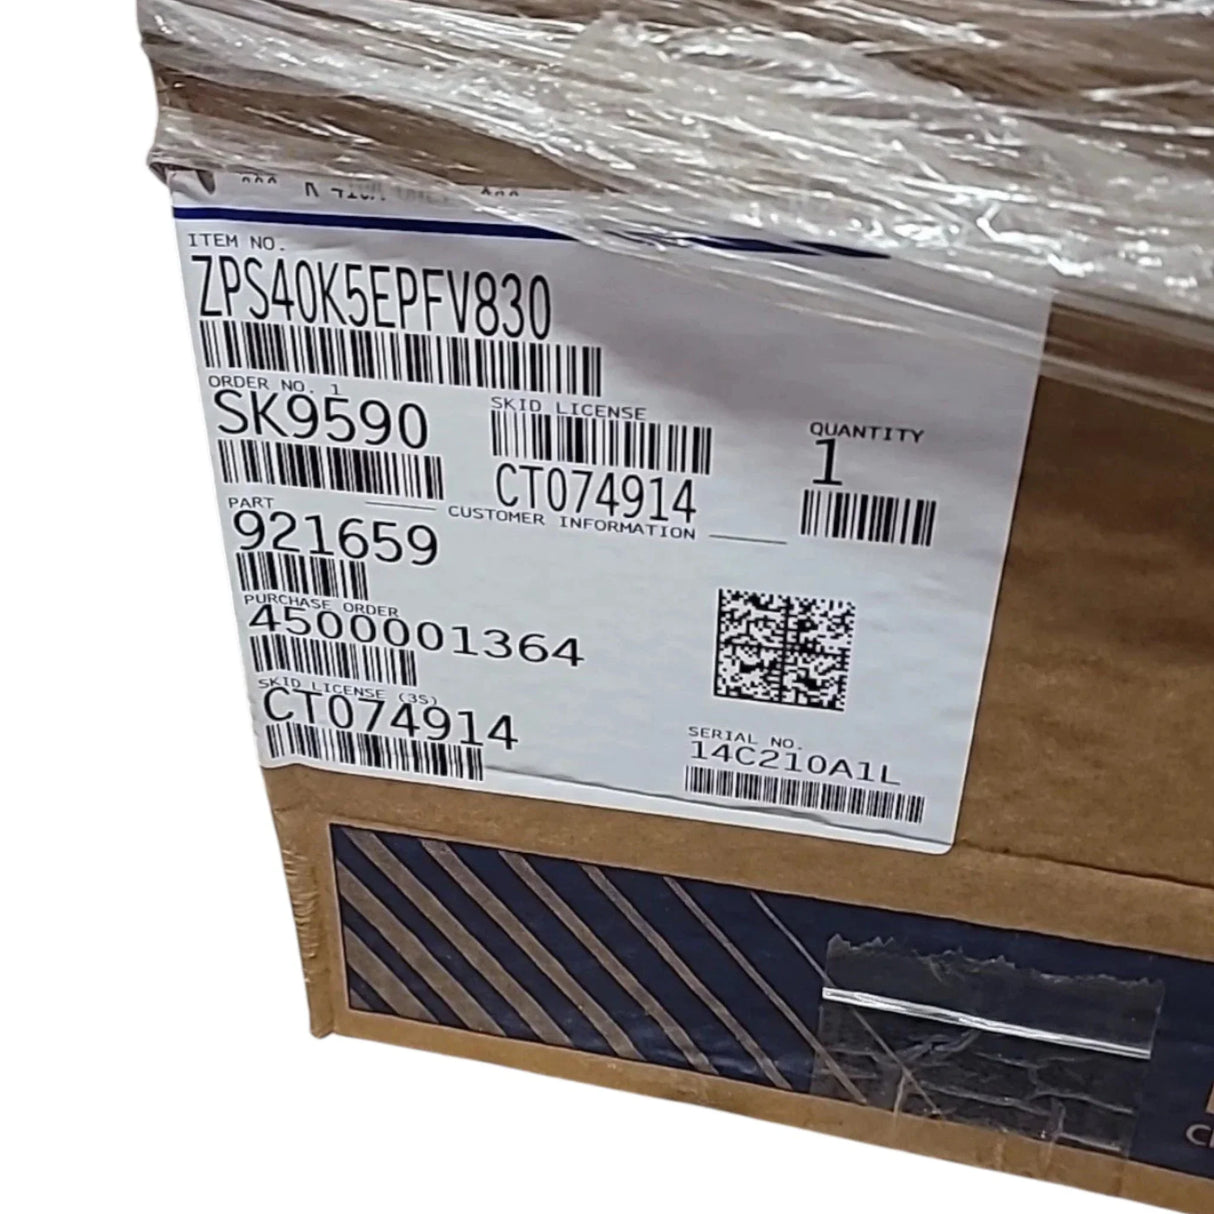 ITEM NO.
ZPS40K5EPFV830
ORDER NO. 1
SK9590
SKID LICENSE
CT074914
QUANTITY
1
CUSTOMER INFORMATION
PART
921659
PURCHASE ORDER
4500001364
SKID LICENSE (3S)
CT074914
SERIAL NO.
14C210A1L